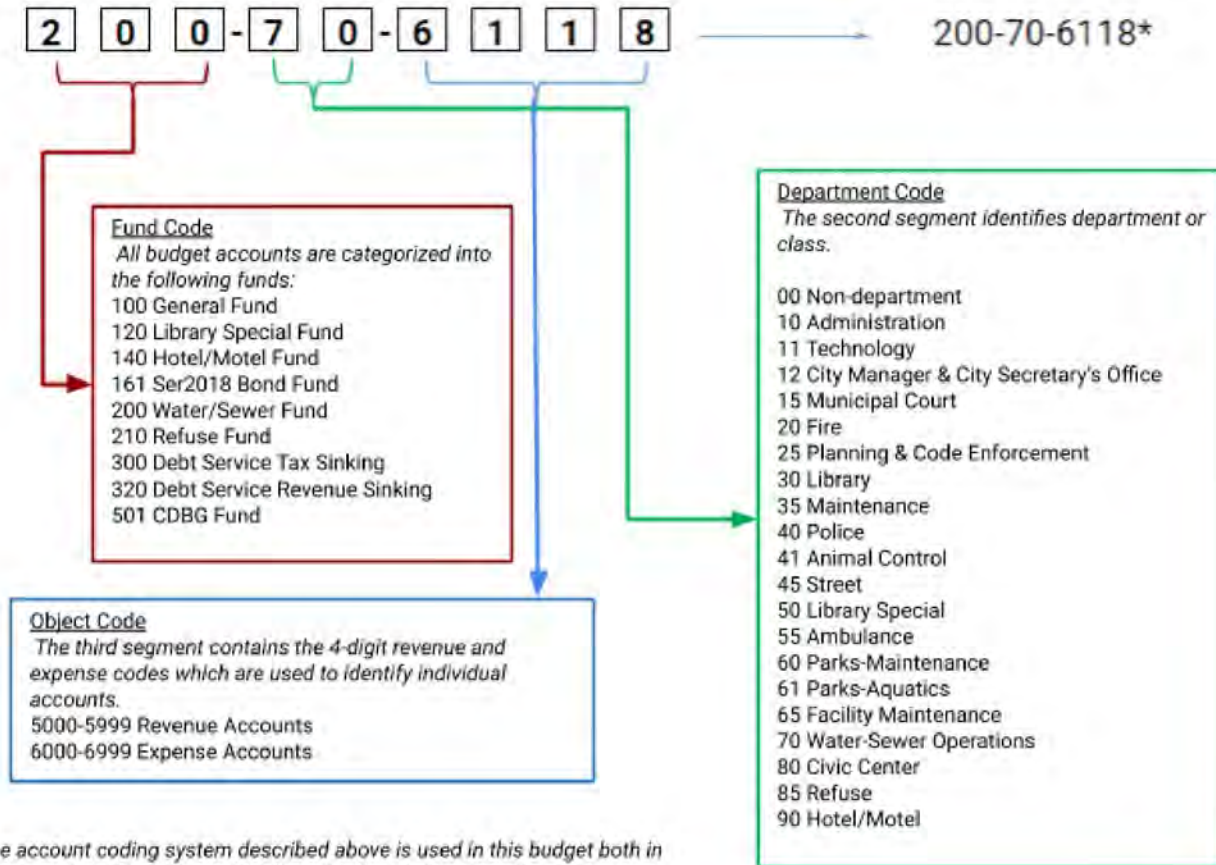 2 0 0 - 7 0 - 6 1 1 8 200-70-6118*
Fund Code
All budget accounts are categorized into
the following funds:
100 General Fund
120 Library Special Fund
140 Hotel/Motel Fund
161 Ser2018 Bond Fund
200 Water/Sewer Fund
210 Refuse Fund
300 Debt Service Tax Sinking
320 Debt Service Revenue Sinking
501 CDBG Fund
Department Code
The second segment identifies department or
class.
00 Non-department
10 Administration
11 Technology
12 City Manager & City Secretary's Office
15 Municipal Court
20 Fire
25 Planning & Code Enforcement
30 Library
35 Maintenance
40 Police
41 Animal Control
45 Street
50 Library Special
55 Ambulance
60 Parks-Maintenance
61 Parks-Aquatics
65 Facility Maintenance
70 Water-Sewer Operations
80 Civic Center
85 Refuse
90 Hotel/Motel
Object Code
The third segment contains the 4-digit revenue and
expense codes which are used to identify individual
accounts.
5000-5999 Revenue Accounts
6000-6999 Expense Accounts
e account coding system described above is used in this budget both in